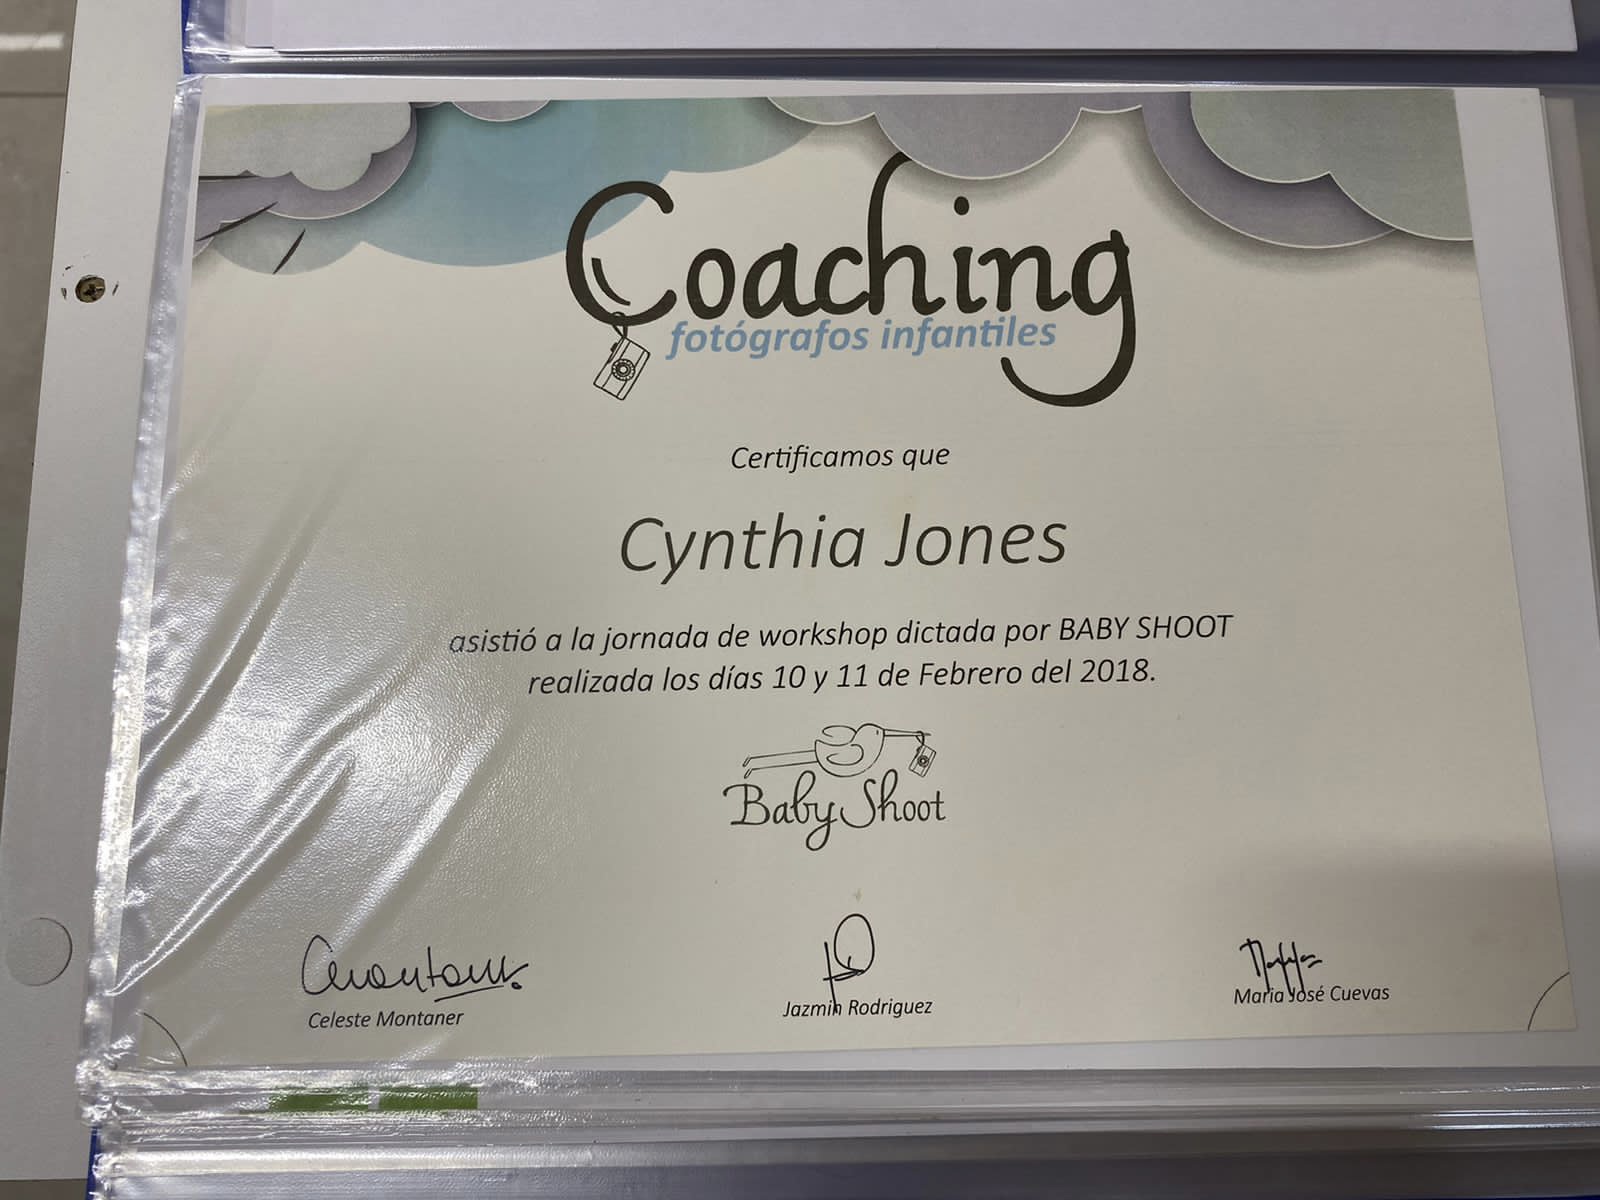 Coaching
fotógrafos infantiles
Certificamos que
Cynthia Jones
asistió a la jornada de workshop dictada por BABY SHOOT
realizada los días 10 y 11 de Febrero del 2018.
Baby Shoot
Celeste Montaner
Jazmin Rodriguez
Maria José Cuevas